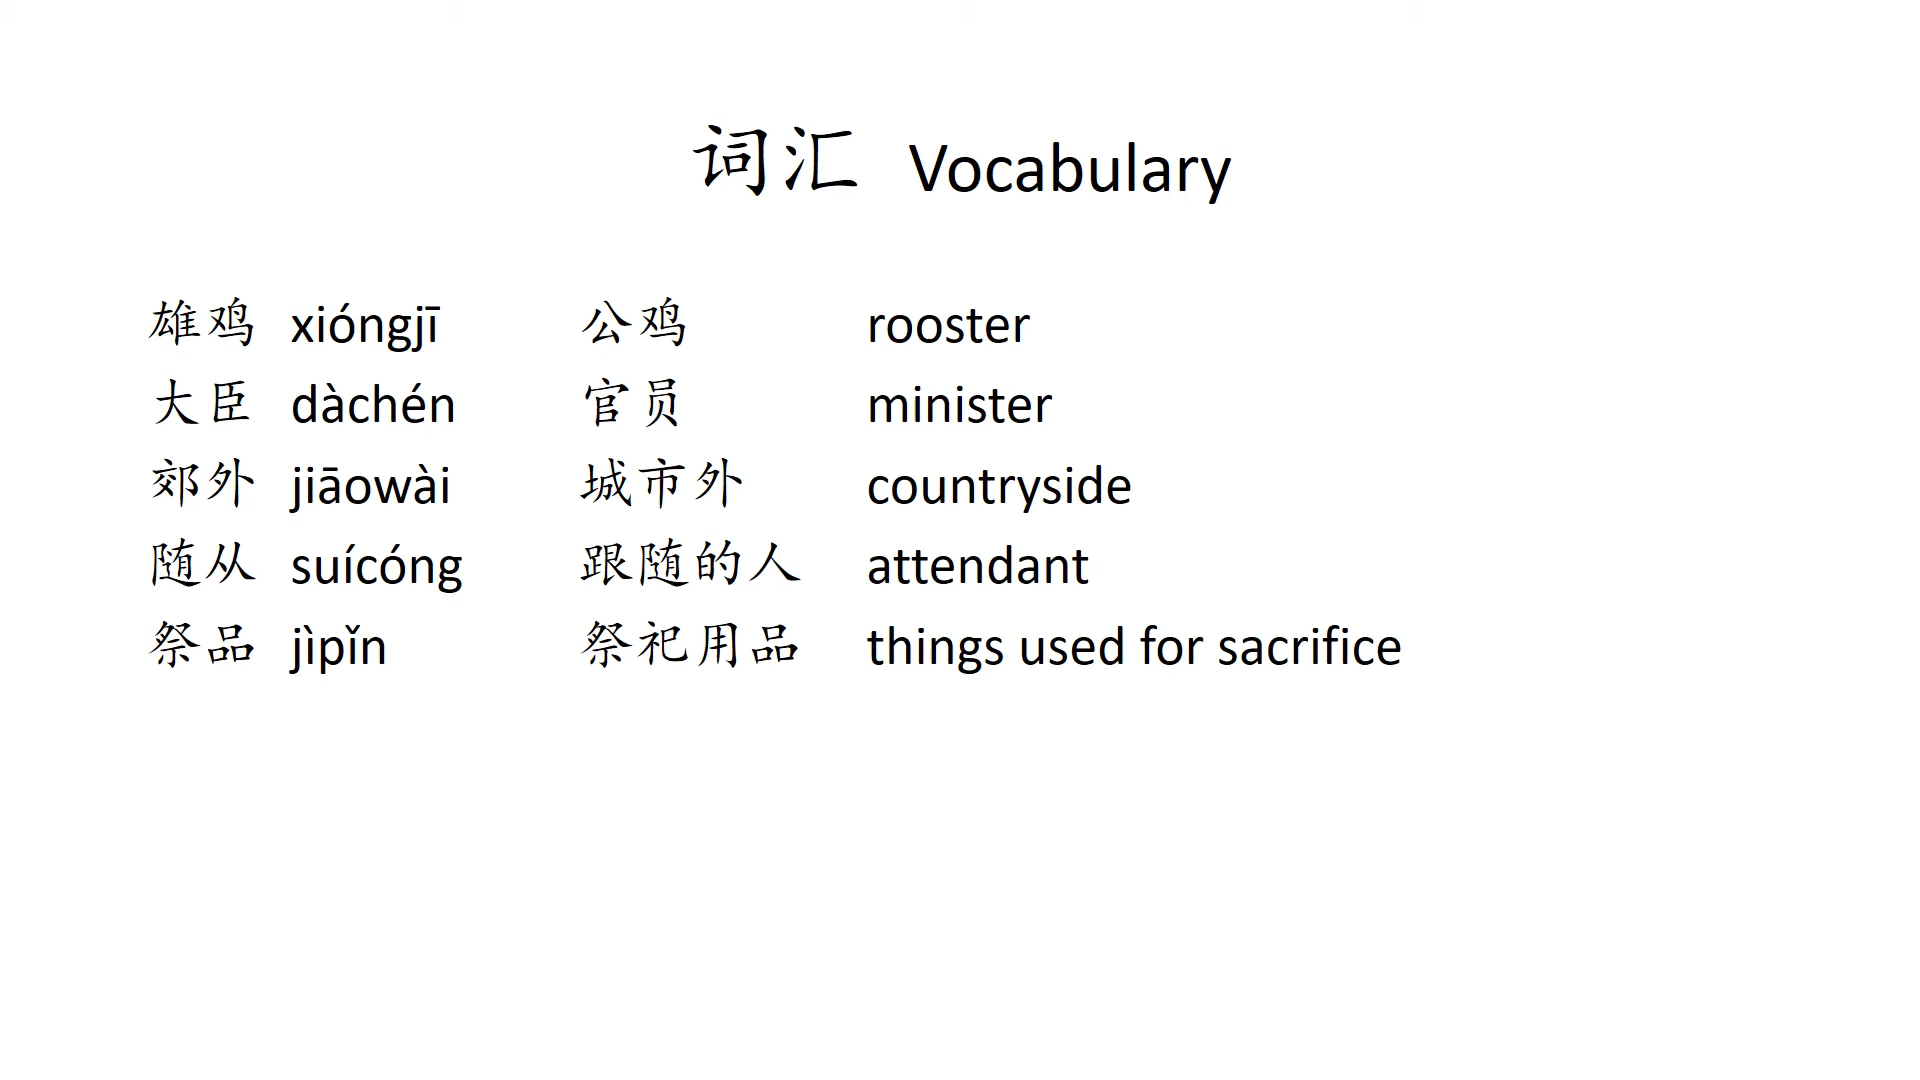 词汇 Vocabulary
雄鸡 xióngjī 公鸡 rooster
大臣 dàchén 官员 minister
郊外 jiāowài 城市外 countryside
随从 suícóng 跟随的人 attendant
祭品 jìpǐn 祭祀用品 things used for sacrifice